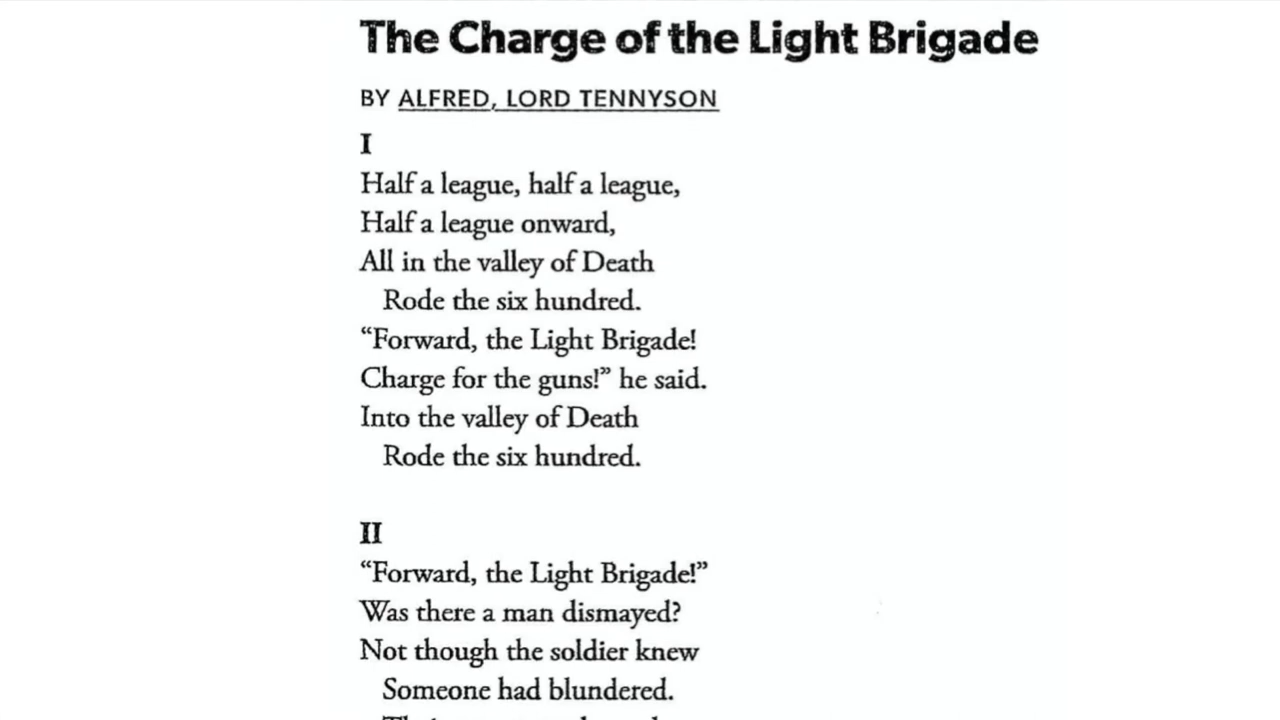 The Charge of the Light Brigade
BY ALFRED, LORD TENNYSON
I
Half a league, half a league,
Half a league onward,
All in the valley of Death
Rode the six hundred.
“Forward, the Light Brigade!
Charge for the guns!” he said.
Into the valley of Death
Rode the six hundred.
II
“Forward, the Light Brigade!”
Was there a man dismayed?
Not though the soldier knew
Someone had blundered.